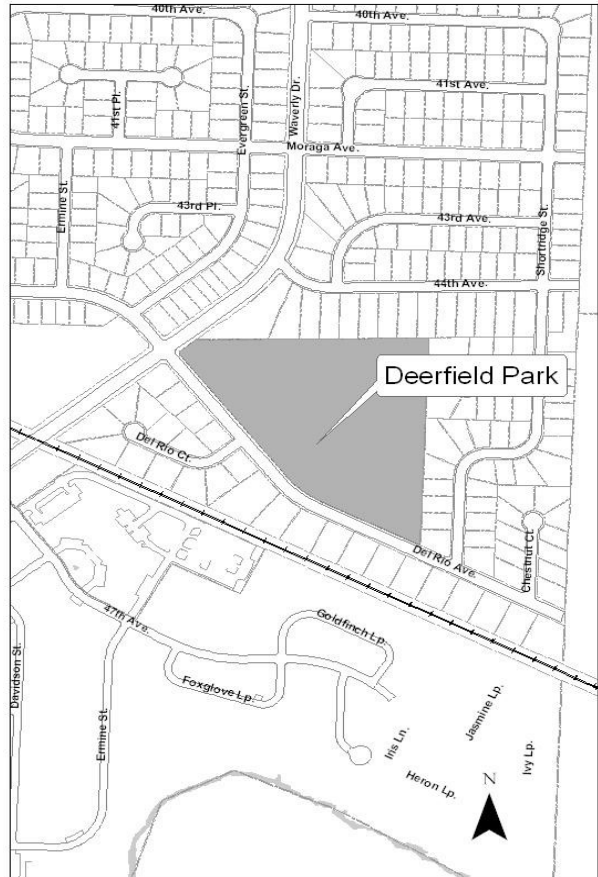 40th Ave.
40th Ave.
41st Pl.
Evergreen St.
Waverly Dr.
41st Ave.
Moraga Ave.
Ermine St.
43rd Pl.
43rd Ave.
Shortridge St.
44th Ave.
Deerfield Park
Del Rio Ct.
Del Rio Ave.
Chestnut Ct.
47th Ave.
Goldfinch Lp.
Davidson St.
Ermine St.
Foxglove Lp.
Iris Ln.
Jasmine Lp.
Ivy Lp.
Heron Lp.
N